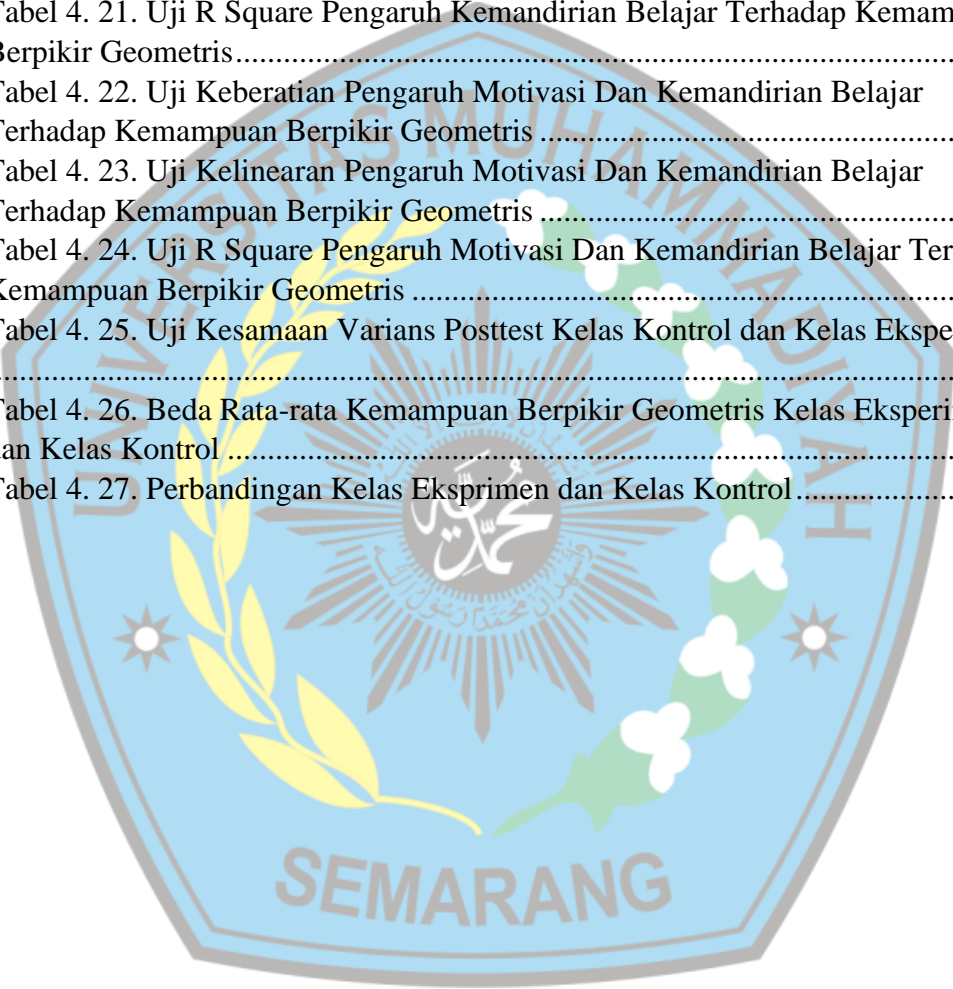 Tabel 4. 21. Uji R Square Pengaruh Kemandirian Belajar Terhadap Kemam
Berpikir Geometris
Tabel 4. 22. Uji Keberatian Pengaruh Motivasi Dan Kemandirian Belajar
Terhadap Kemampuan Berpikir Geometris
Tabel 4. 23. Uji Kelinearan Pengaruh Motivasi Dan Kemandirian Belajar
Terhadap Kemampuan Berpikir Geometris
Tabel 4. 24. Uji R Square Pengaruh Motivasi Dan Kemandirian Belajar Ter
Kemampuan Berpikir Geometris
Tabel 4. 25. Uji Kesamaan Varians Posttest Kelas Kontrol dan Kelas Ekspe
Tabel 4. 26. Beda Rata-rata Kemampuan Berpikir Geometris Kelas Eksperi
dan Kelas Kontrol
Tabel 4. 27. Perbandingan Kelas Eksprimen dan Kelas Kontrol
UNIVERSITAS MUHAMMADIYAH
SEMARANG